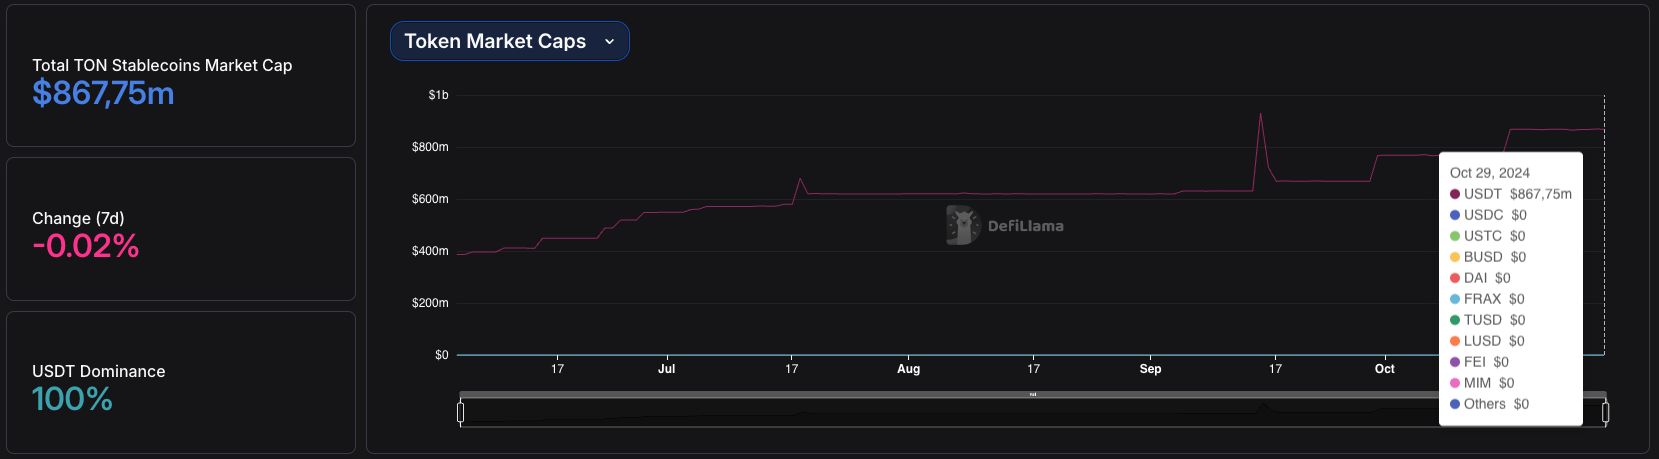 Total TON Stablecoins Market Cap
$867,75m
Change (7d)
-0.02%
USDT Dominance
100%
Token Market Caps
$1b
$800m
$600m
$400m
$200m
$0
17
Jul
17
Aug
17
Sep
17
Oct
DefiLlama
Oct 29, 2024
USDT $867,75m
USDC $0
USTC $0
BUSD $0
DAI $0
FRAX $0
TUSD $0
LUSD $0
FEI $0
MIM $0
Others $0